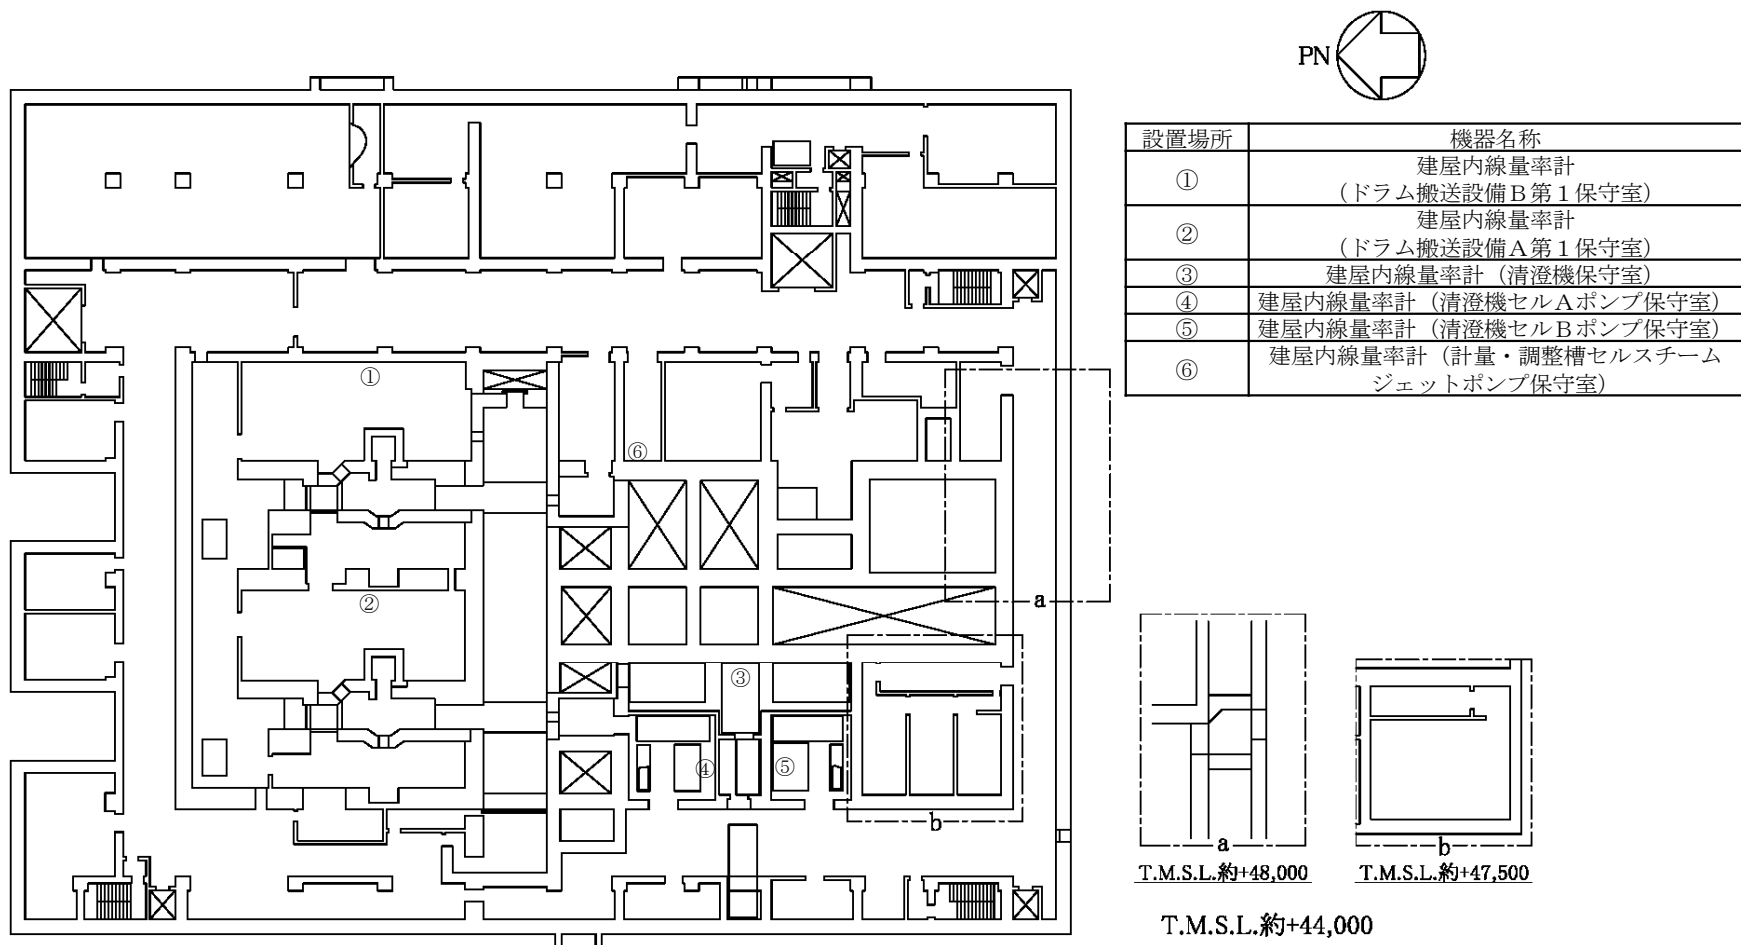 PN
設置場所 機器名称
① 建屋内線量率計
（ドラム搬送設備B第1保守室）
② 建屋内線量率計
（ドラム搬送設備A第1保守室）
③ 建屋内線量率計（清澄機保守室）
④ 建屋内線量率計（清澄機セルAポンプ保守室）
⑤ 建屋内線量率計（清澄機セルBポンプ保守室）
⑥ 建屋内線量率計（計量・調整槽セルスチーム
ジェットポンプ保守室）
①
⑥
②
a
③
④
⑤
b
a
T.M.S.L.約+48,000
b
T.M.S.L.約+47,500
T.M.S.L.約+44,000